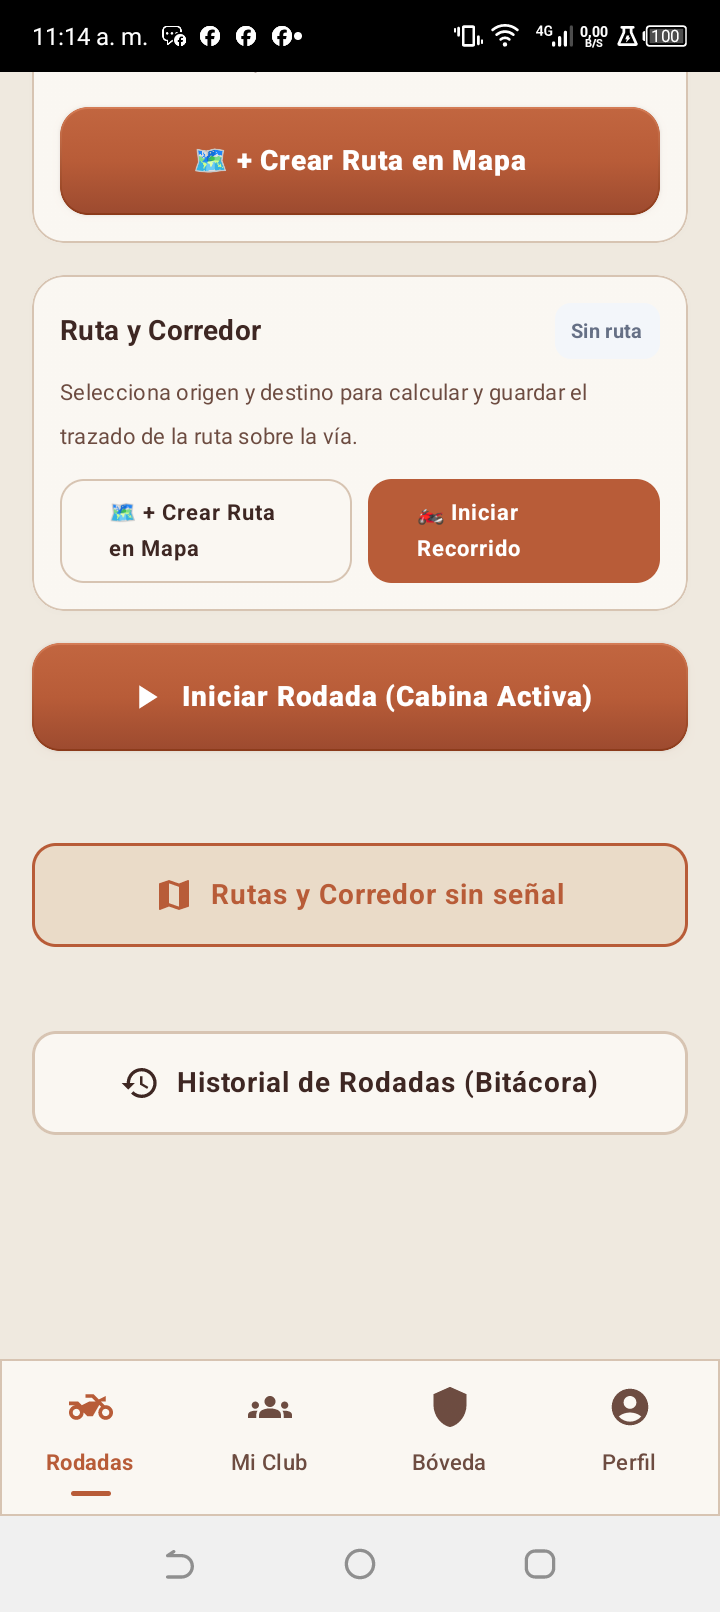 11:14 a. m.
4G
0,00
B/S
100
+ Crear Ruta en Mapa
Ruta y Corredor
Sin ruta
Selecciona origen y destino para calcular y guardar el
trazado de la ruta sobre la vía.
+ Crear Ruta
en Mapa
Iniciar
Recorrido
Iniciar Rodada (Cabina Activa)
Rutas y Corredor sin señal
Historial de Rodadas (Bitácora)
Rodadas
Mi Club
Bóveda
Perfil